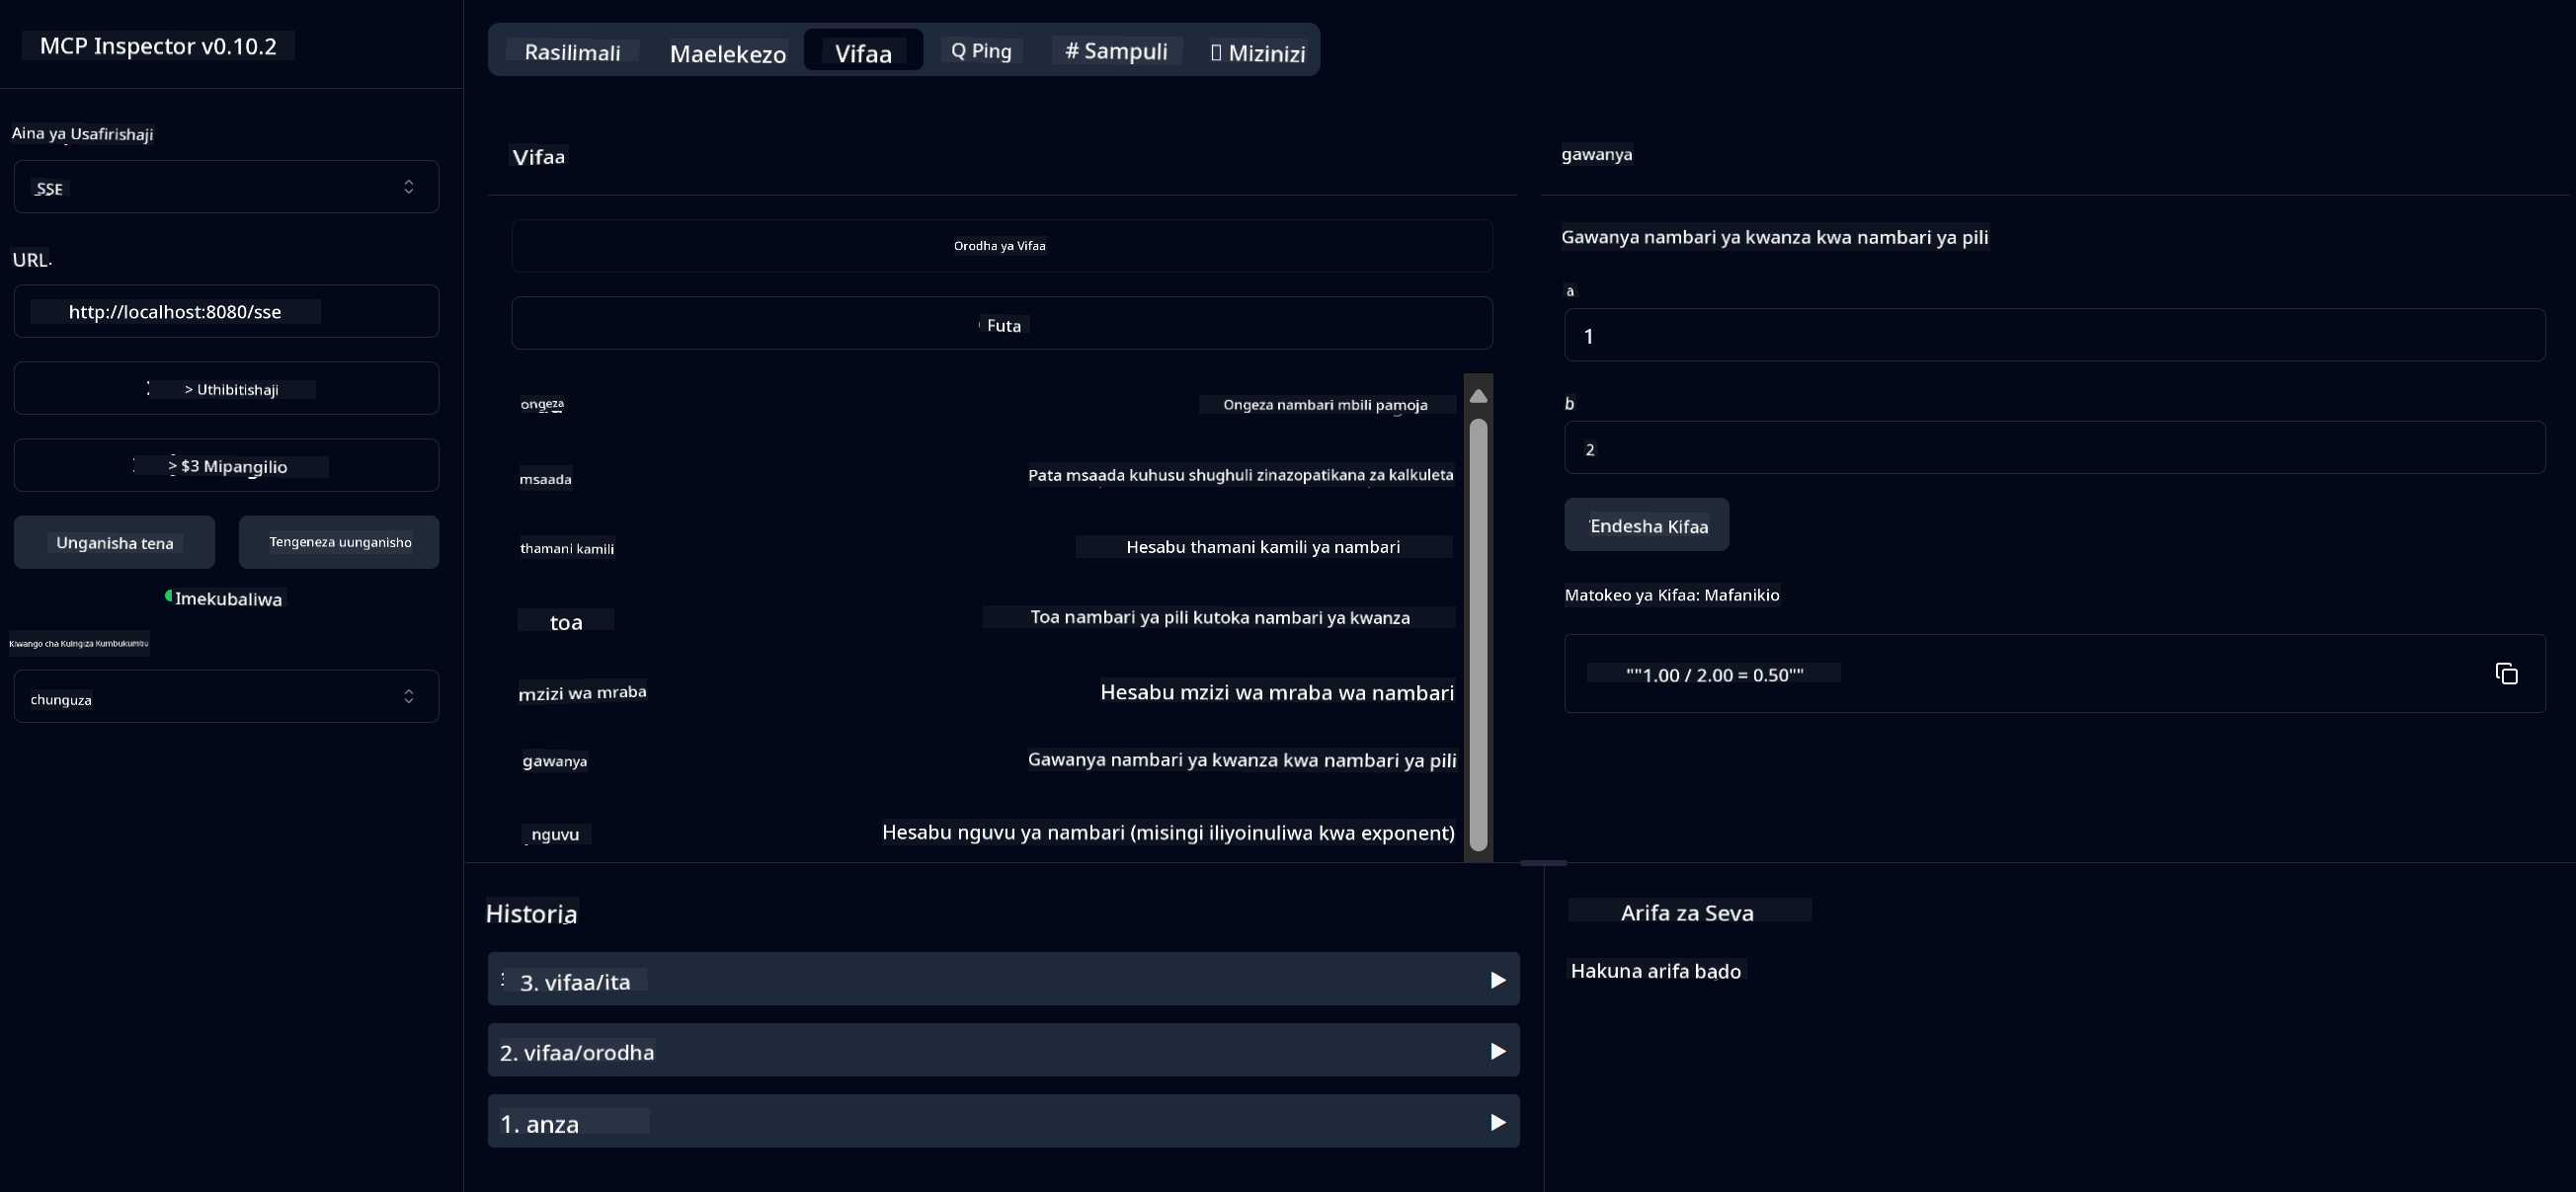 MCP Inspector v0.10.2
Aina ya Usafirishaji
SSE
URL
http://localhost:8080/sse
> Uthibitishaji
> $3 Mipangilio
Unganisha tena
Tengeneza uunganisho
Imekubaliwa
Kiwango cha Kuingiza Kumbukumbu
chunguza
Rasilimali
Maelekezo
Vifaa
Q Ping
# Sampuli
Mizinizi
Vifaa
Orodha ya Vifaa
Futa
ongeza
Ongeza nambari mbili pamoja
msaada
Pata msaada kuhusu shughuli zinazopatikana za kalkuleta
thamani kamili
Hesabu thamani kamili ya nambari
toa
Toa nambari ya pili kutoka nambari ya kwanza
mzizi wa mraba
Hesabu mzizi wa mraba wa nambari
gawanya
Gawanya nambari ya kwanza kwa nambari ya pili
nguvu
Hesabu nguvu ya nambari (misingi iliyoinuliwa kwa exponent)
gawanya
Gawanya nambari ya kwanza kwa nambari ya pili
a
1
b
2
Endesha Kifaa
Matokeo ya Kifaa: Mafanikio
""1.00 / 2.00 = 0.50""
Historia
3. vifaa/ita
2. vifaa/orodha
1. anza
Arifa za Seva
Hakuna arifa bado